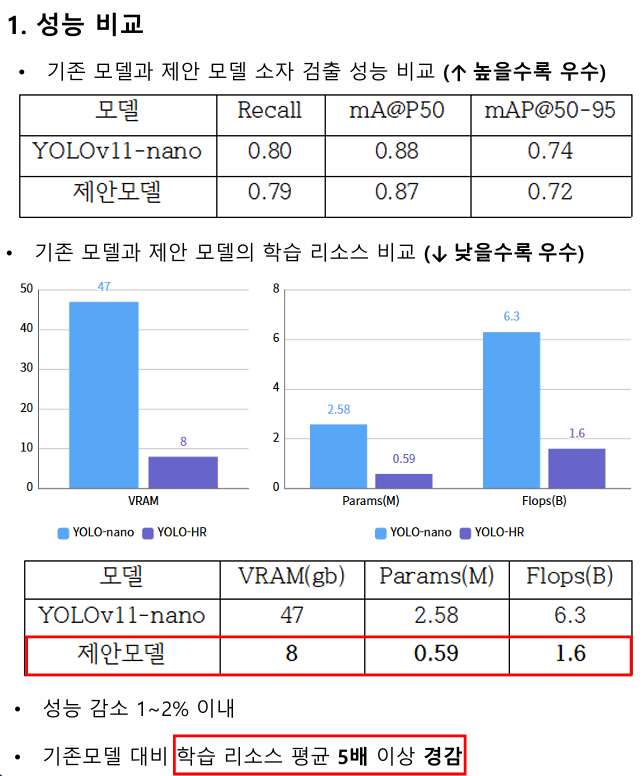 1. 성능 비교
• 기존 모델과 제안 모델 소자 검출 성능 비교 (↑ 높을수록 우수)
모델 Recall mA@P50 mAP@50-95
YOLOv11-nano 0.80 0.88 0.74
제안모델 0.79 0.87 0.72
• 기존 모델과 제안 모델의 학습 리소스 비교 (↓ 낮을수록 우수)
50
40
30
20
10
0
47
8
VRAM
YOLO-nano YOLO-HR
8
6
4
2
0
2.58
0.59
6.3
1.6
Params(M) Flops(B)
YOLO-nano YOLO-HR
모델 VRAM(gb) Params(M) Flops(B)
YOLOv11-nano 47 2.58 6.3
제안모델 8 0.59 1.6
• 성능 감소 1~2% 이내
• 기존모델 대비 학습 리소스 평균 5배 이상 경감